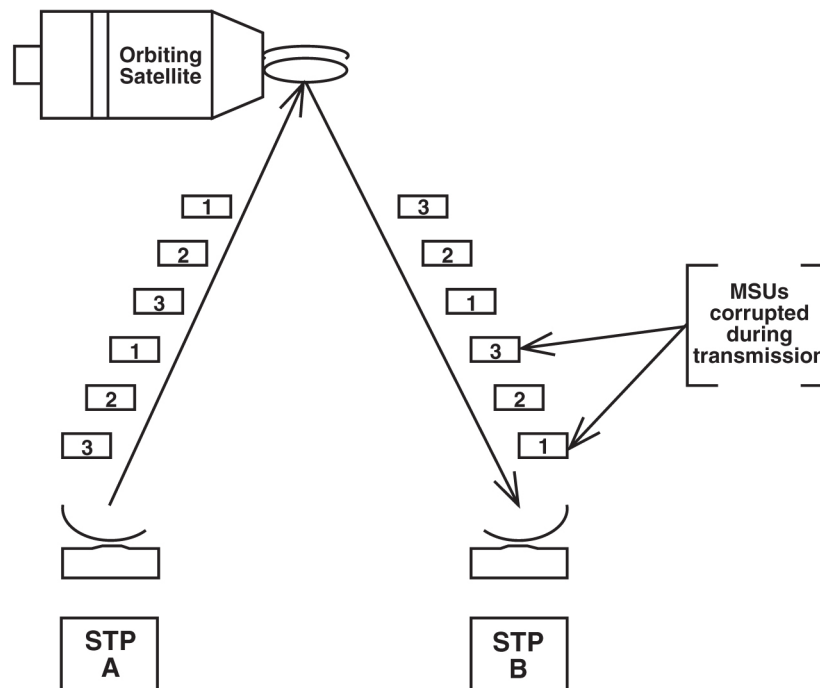 Orbiting
Satellite
1
2
3
1
2
3
3
2
1
3
2
1
MSUs
corrupted
during
transmission
STP
A
STP
B